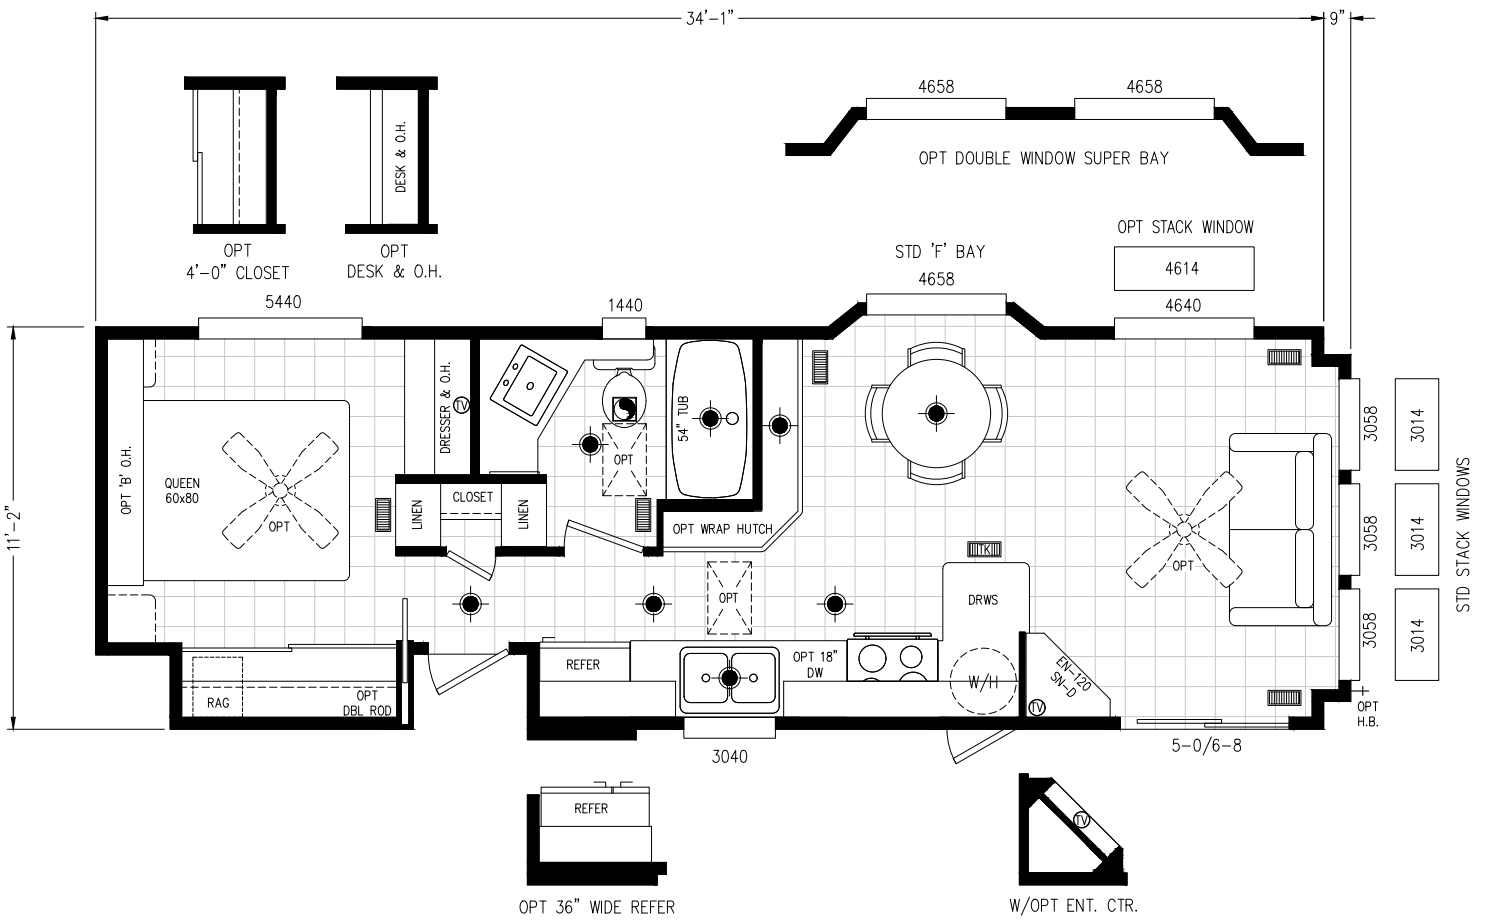 34'-1"
9"
4658
4658
OPT DOUBLE WINDOW SUPER BAY
DESK & O.H.
OPT
4'-0" CLOSET
OPT
DESK & O.H.
OPT STACK WINDOW
4614
STD 'F' BAY
4658
5440
1440
4640
11'-2"
OPT 'B' O.H.
QUEEN
60x80
OPT
DRESSER & O.H.
TV
LINEN
CLOSET
LINEN
OPT
54" TUB
OPT WRAP HUTCH
OPT
TK
DRWS
OPT
3058
3014
3058
3014
3058
3014
STD STACK WINDOWS
RAG
OPT
DBL ROD
REFER
OPT 18"
DW
W/H
EN-120
SN-D
TV
OPT
H.B.
3040
5-0/6-8
REFER
OPT 36" WIDE REFER
TV
W/OPT ENT. CTR.